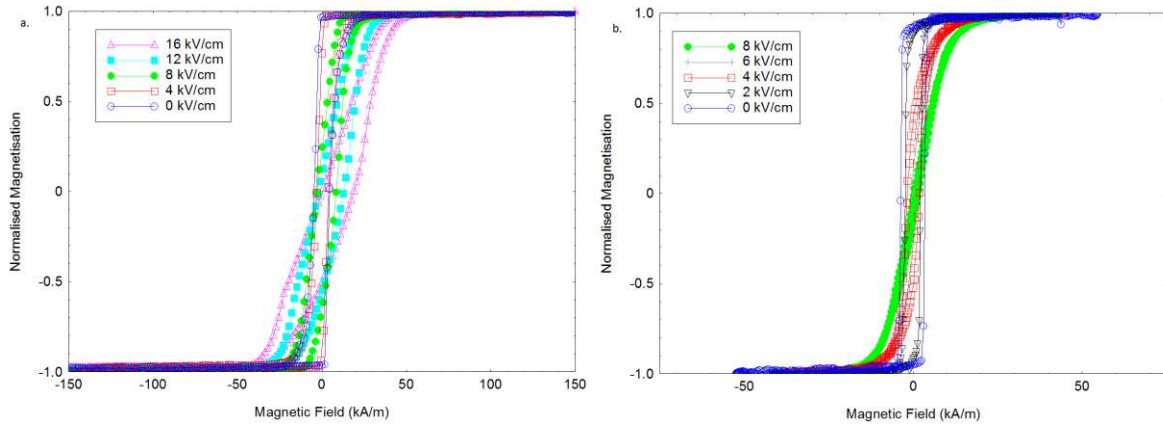 a.
16 kV/cm
12 kV/cm
8 kV/cm
4 kV/cm
0 kV/cm
1.0
0.5
0
-0.5
-1.0
Normalised Magnetisation
-150
-100
-50
0
50
100
150
Magnetic Field (kA/m)
b.
8 kV/cm
6 kV/cm
4 kV/cm
2 kV/cm
0 kV/cm
1.0
0.5
0
-0.5
-1.0
Normalised Magnetisation
-50
0
50
Magnetic Field (kA/m)